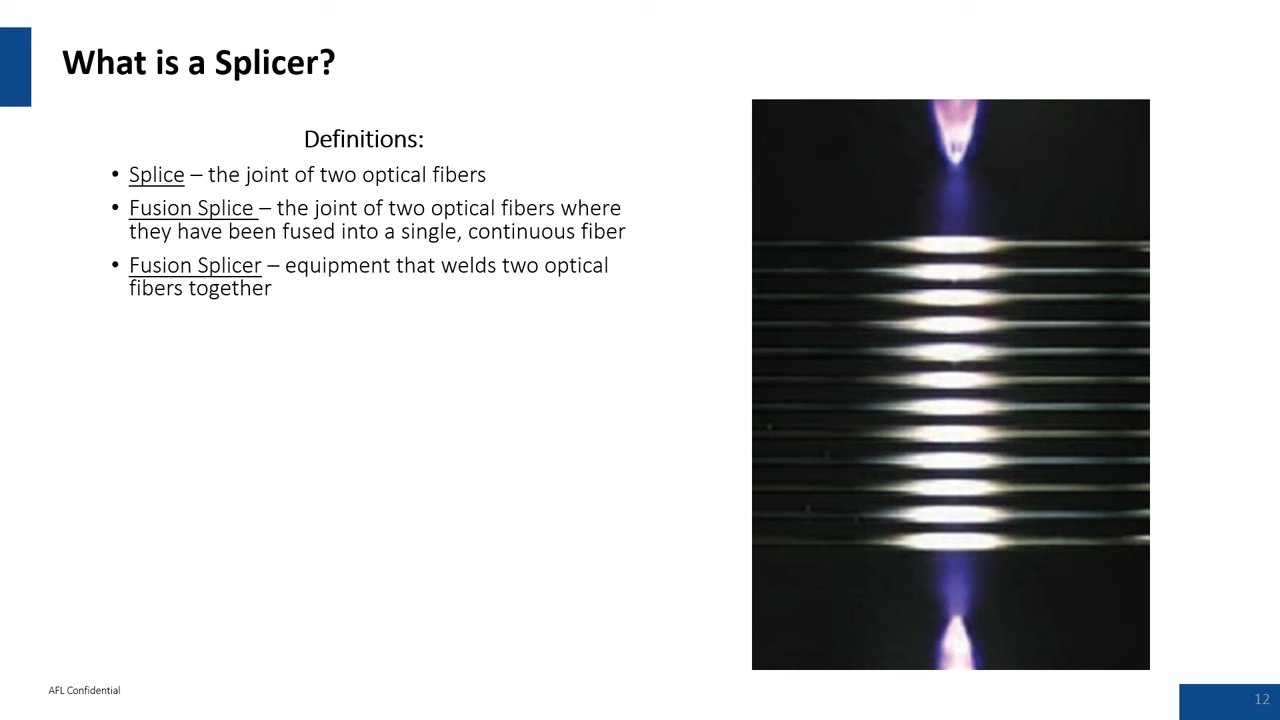 What is a Splicer?
Definitions:
• Splice – the joint of two optical fibers
• Fusion Splice – the joint of two optical fibers where
they have been fused into a single, continuous fiber
• Fusion Splicer – equipment that welds two optical
fibers together
AFL Confidential
12